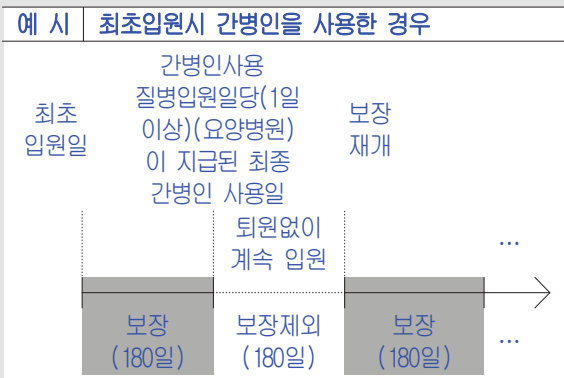 예 시 최초입원시 간병인을 사용한 경우
최초
입원일
간병인사용
질병입원일당(1일
이상)(요양병원)
이 지급된 최종
간병인 사용일
보장
재개
퇴원없이
계속 입원
...
보장
(180일)
보장제외
(180일)
보장
(180일)
...